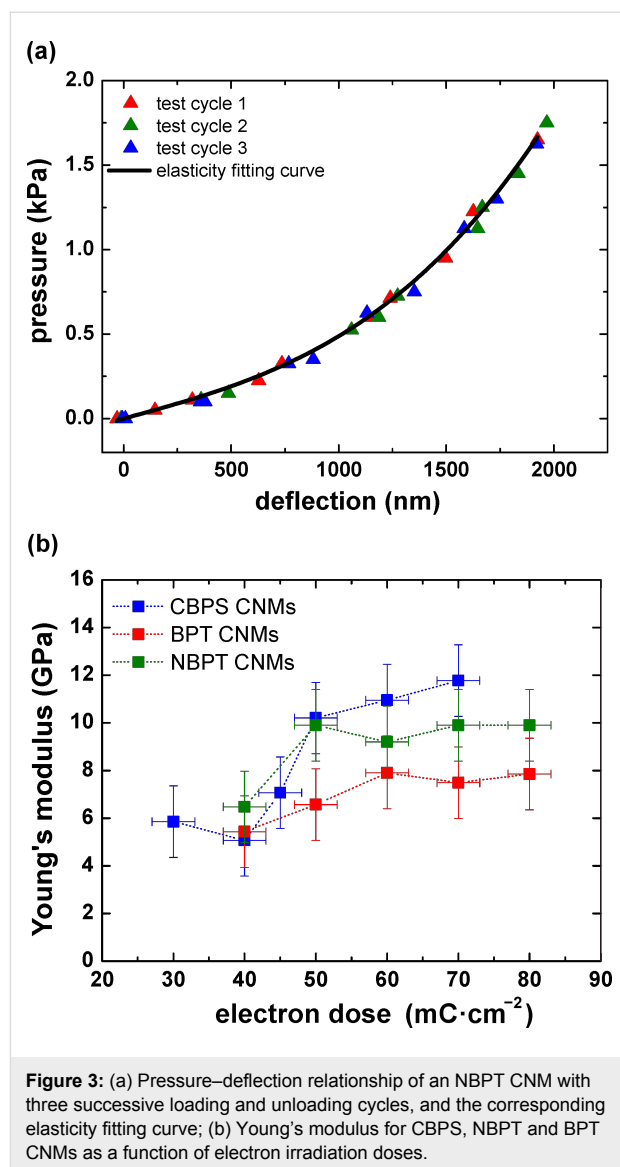 (a)
2.0
1.5
1.0
0.5
0.0
pressure (kPa)
test cycle 1
test cycle 2
test cycle 3
elasticity fitting curve
0 500 1000 1500 2000
deflection (nm)
(b)
16
14
12
10
8
6
4
2
0
Young's modulus (GPa)
CBPS CNMs
BPT CNMs
NBPT CNMs
20 30 40 50 60 70 80 90
electron dose (mC·cm⁻²)
Figure 3: (a) Pressure–deflection relationship of an NBPT CNM with
three successive loading and unloading cycles, and the corresponding
elasticity fitting curve; (b) Young’s modulus for CBPS, NBPT and BPT
CNMs as a function of electron irradiation doses.